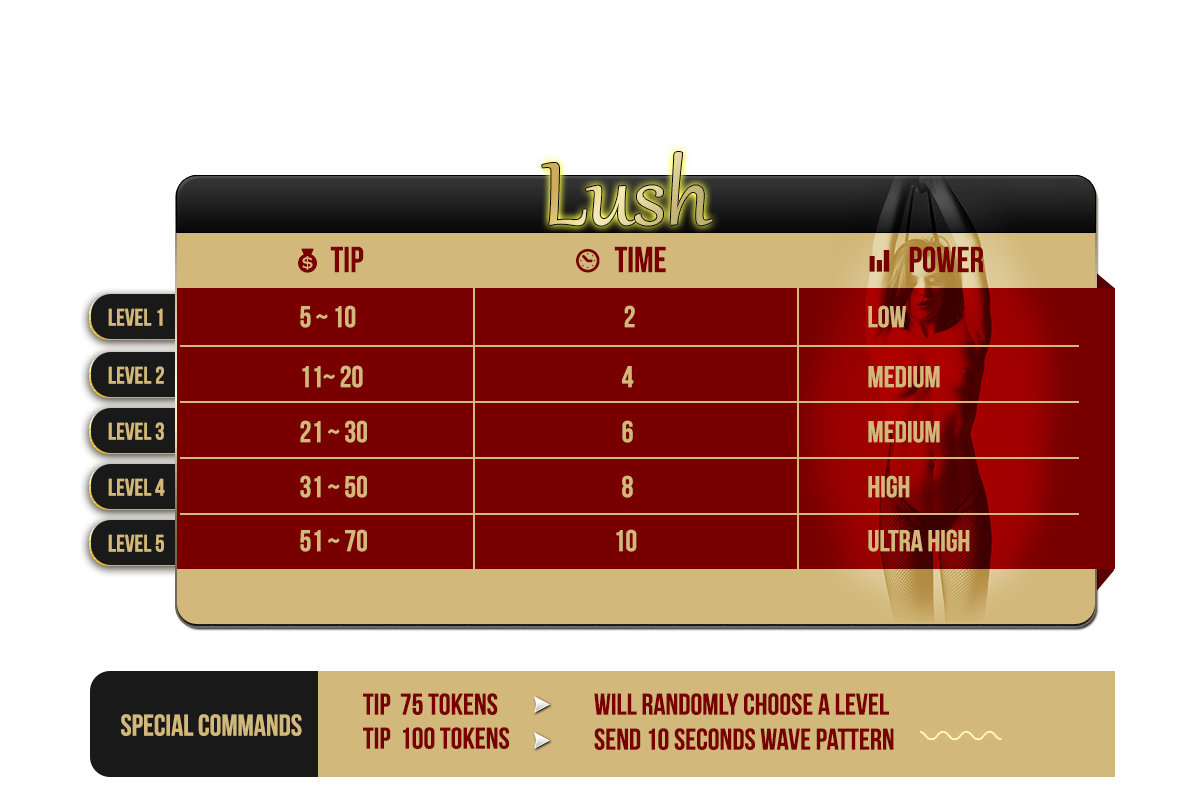 Lush
TIP TIME POWER
LEVEL 1 5 ~ 10 2 LOW
LEVEL 2 11~ 20 4 MEDIUM
LEVEL 3 21 ~ 30 6 MEDIUM
LEVEL 4 31 ~ 50 8 HIGH
LEVEL 5 51 ~ 70 10 ULTRA HIGH
SPECIAL COMMANDS
TIP 75 TOKENS WILL RANDOMLY CHOOSE A LEVEL
TIP 100 TOKENS SEND 10 SECONDS WAVE PATTERN